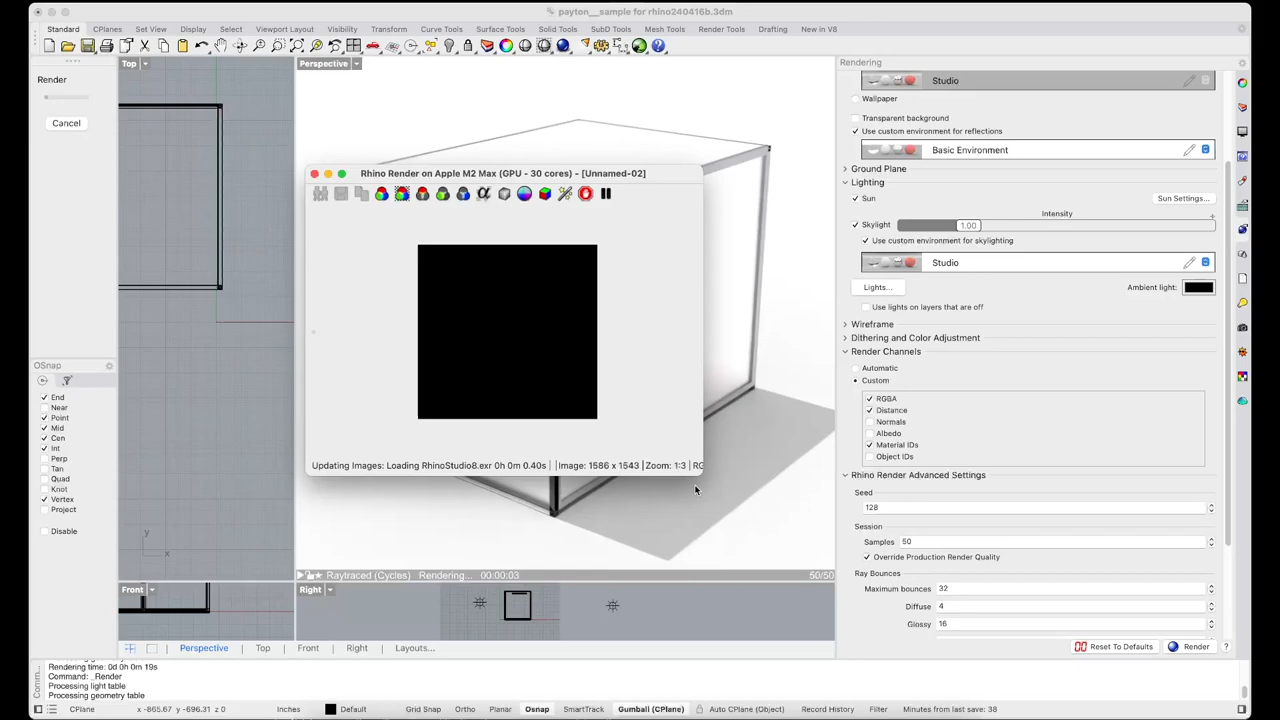 payton__sample for rhino240416b.3dm
Standard CPlanes Set View Display Select Viewport Layout Visibility Transform Curve Tools Surface Tools Solid Tools SubD Tools Mesh Tools Render Tools Drafting New in V8
Render
Cancel
Top
Perspective
Rhino Render on Apple M2 Max (GPU - 30 cores) - [Unnamed-02]
Updating Images: Loading RhinoStudio8.exr 0h 0m 0.40s | |Image: 1586 x 1543 |Zoom: 1:3 | RG
Raytraced (Cycles) Rendering... 00:00:03 50/50
OSnap
End
Near
Point
Mid
Cen
Int
Perp
Tan
Quad
Knot
Vertex
Project
Disable
y
x
Front
Right
Perspective Top Front Right Layouts...
Rendering
Studio
Wallpaper
Transparent background
Use custom environment for reflections
Basic Environment
Ground Plane
Lighting
Sun Sun Settings...
Intensity
Skylight 1.00
Use custom environment for skylighting
Studio
Lights... Ambient light:
Use lights on layers that are off
Wireframe
Dithering and Color Adjustment
Render Channels
Automatic
Custom
RGBA
Distance
Normals
Albedo
Material IDs
Object IDs
Rhino Render Advanced Settings
Seed
128
Session
Samples 50
Override Production Render Quality
Ray Bounces
Maximum bounces 32
Diffuse 4
Glossy 16
Reset To Defaults Render ?
Comm...
Rendering time: 0d 0h 0m 19s
Command: _Render
Processing light table
Processing geometry table
CPlane x -865.67 y -696.31 z 0 Inches Default Grid Snap Ortho Planar Osnap SmartTrack Gumball (CPlane) Auto CPlane (Object) Record History Filter Minutes from last save: 38